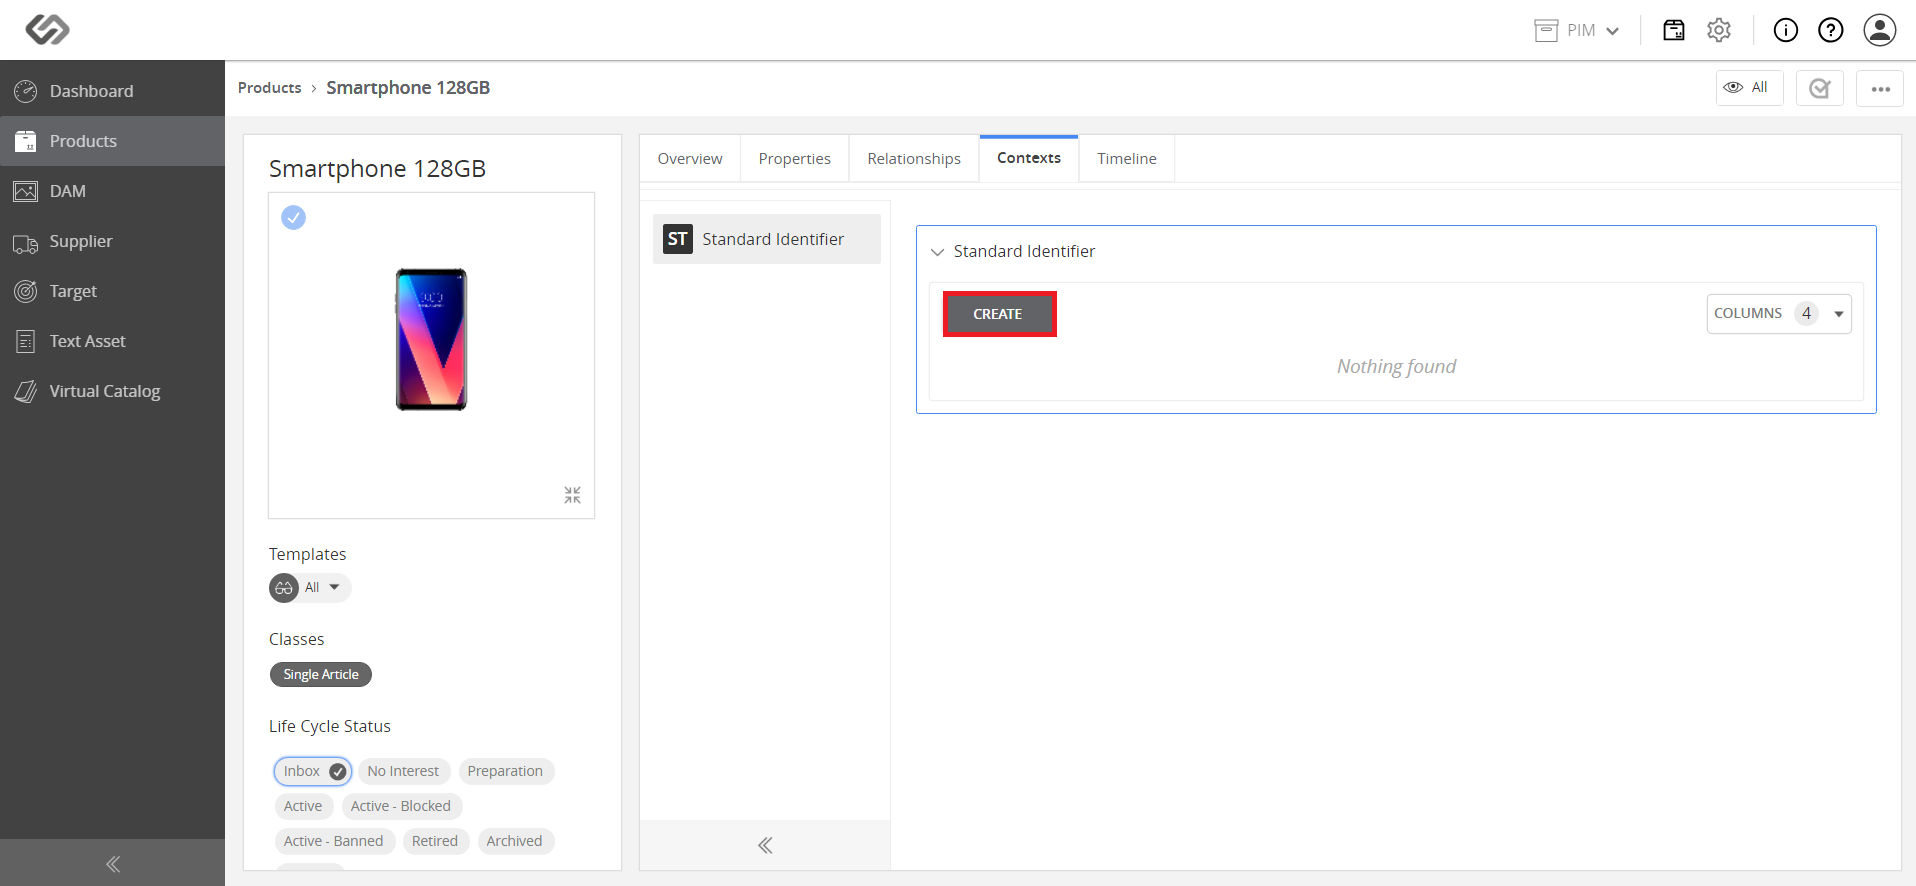 PIM
Dashboard
Products
DAM
Supplier
Target
Text Asset
Virtual Catalog
Products › Smartphone 128GB
All
Smartphone 128GB
Templates
All
Classes
Single Article
Life Cycle Status
Inbox No Interest Preparation
Active Active - Blocked
Active - Banned Retired Archived
Overview Properties Relationships Contexts Timeline
ST Standard Identifier
Standard Identifier
CREATE COLUMNS 4
Nothing found